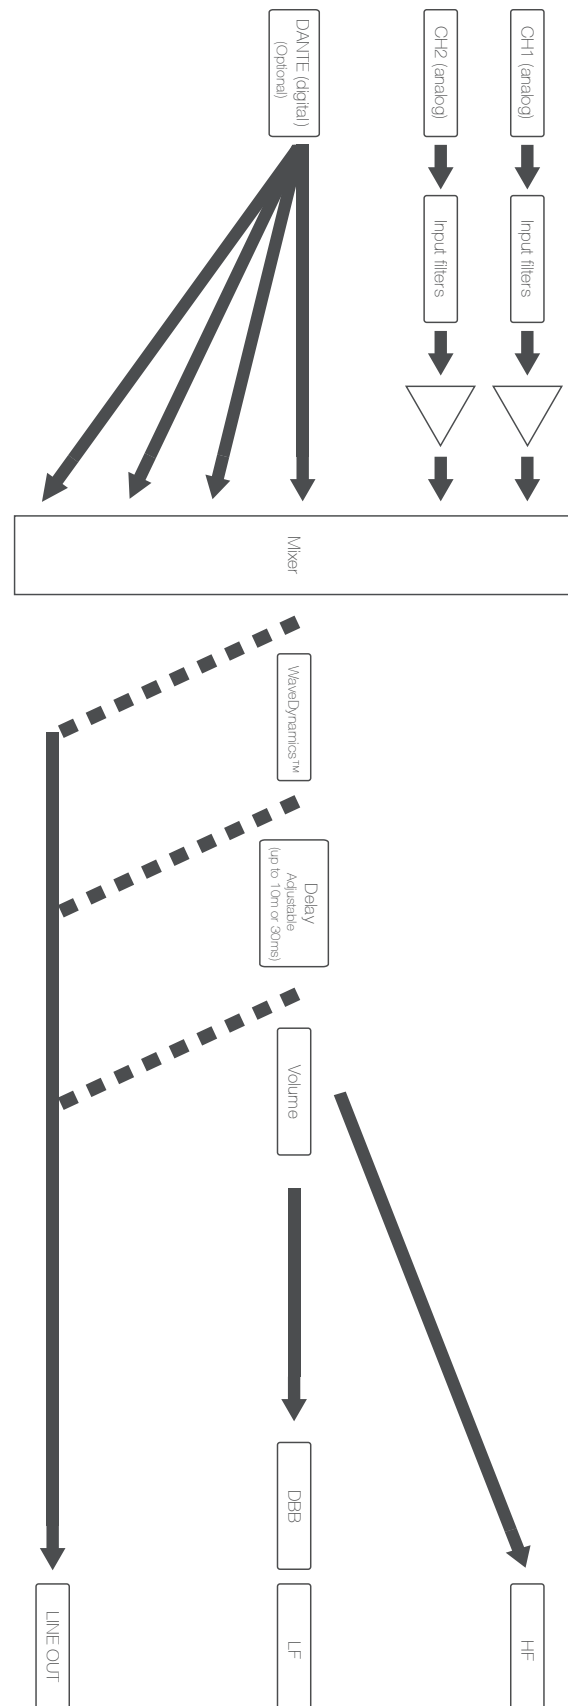 CH1 (analog)
CH2 (analog)
DANTE (digital)
(Optional)
Input filters
Input filters
Mixer
WaveDynamics™
Delay
Adjustable
(up to 10m or 30ms)
Volume
DBB
HF
LF
LINE OUT